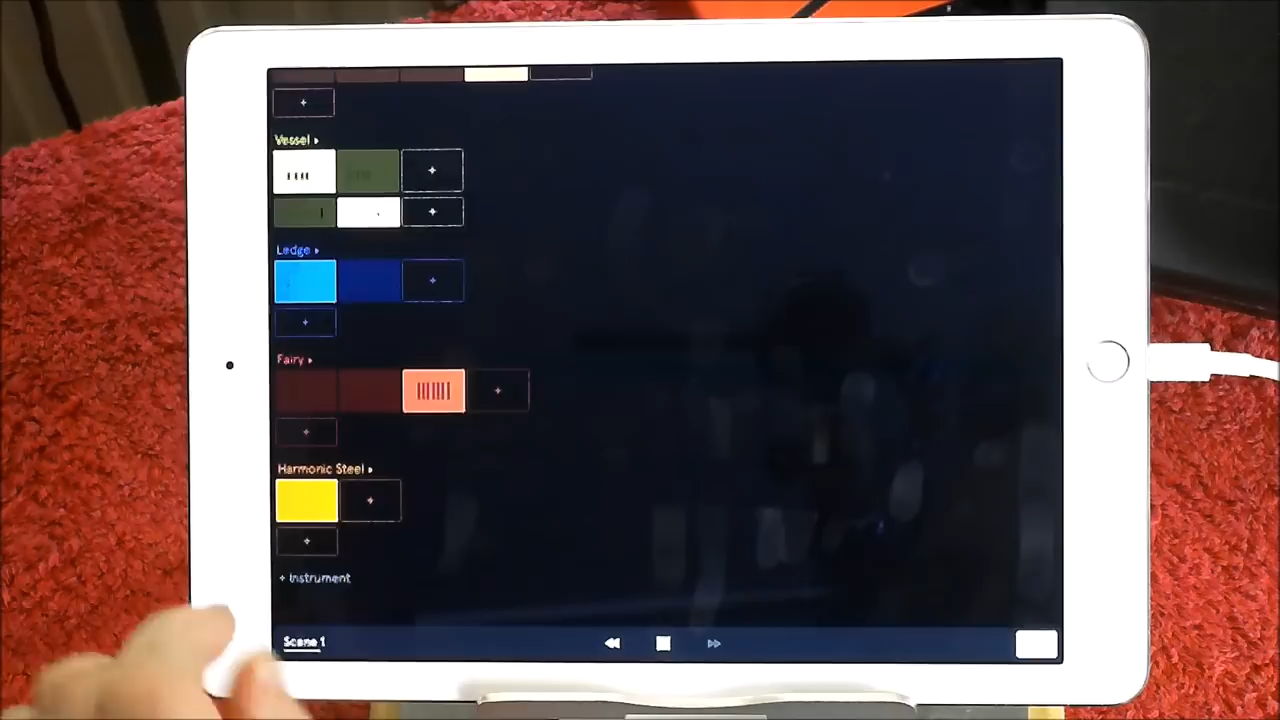 +
Vessel ▸
+
+
Ledge ▸
+
+
Fairy ▸
+
+
Harmonic Steel ▸
+
+
+ Instrument
Scene 1